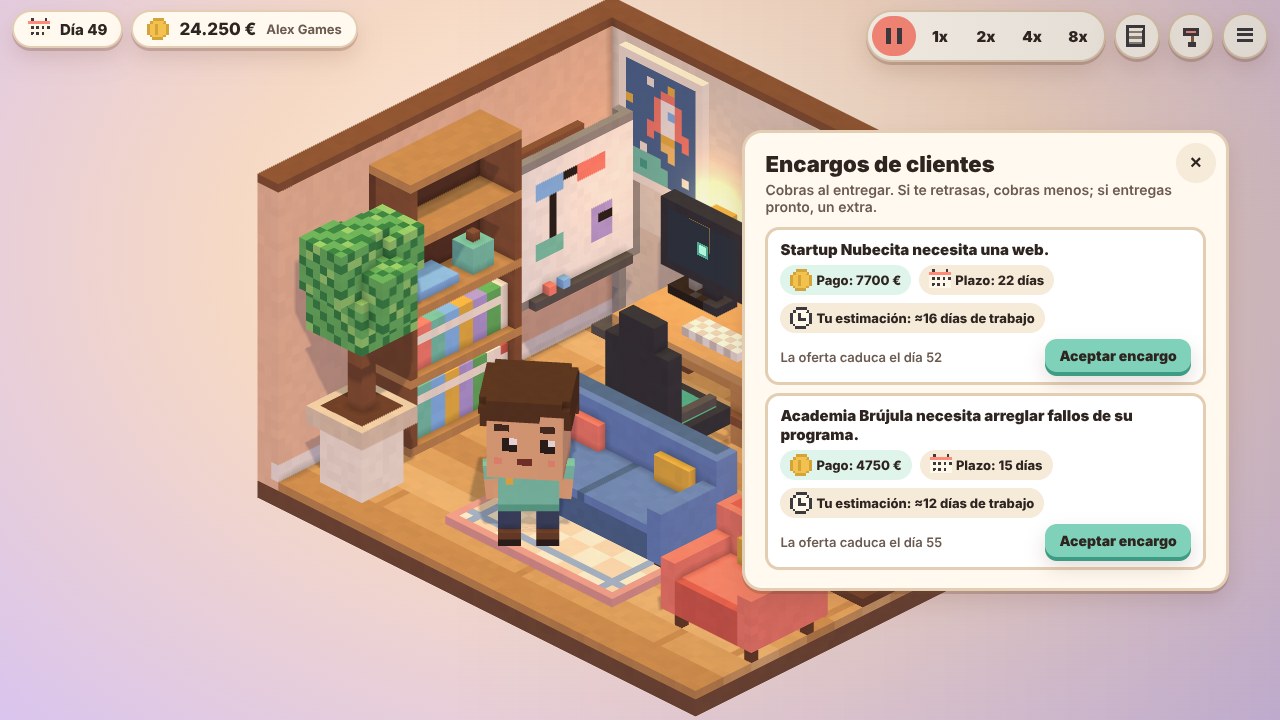 Día 49
24.250 € Alex Games
1x 2x 4x 8x
Encargos de clientes
Cobras al entregar. Si te retrasas, cobras menos; si entregas
pronto, un extra.
Startup Nubecita necesita una web.
Pago: 7700 € Plazo: 22 días
Tu estimación: ≈16 días de trabajo
La oferta caduca el día 52 Aceptar encargo
Academia Brújula necesita arreglar fallos de su
programa.
Pago: 4750 € Plazo: 15 días
Tu estimación: ≈12 días de trabajo
La oferta caduca el día 55 Aceptar encargo